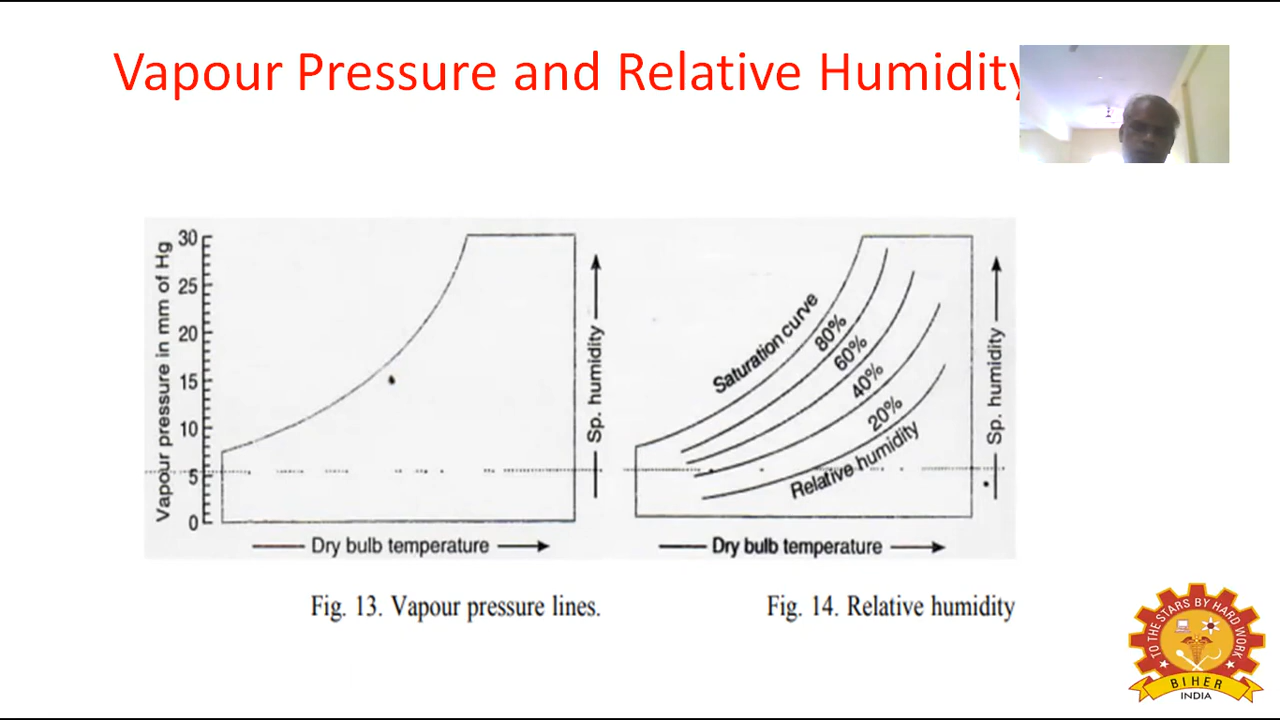 Vapour Pressure and Relative Humidity
Vapour pressure in mm of Hg
30
25
20
15
10
5
0
Sp. humidity
Dry bulb temperature
Fig. 13. Vapour pressure lines.
Saturation curve
80%
60%
40%
20%
Relative humidity
Sp. humidity
Dry bulb temperature
Fig. 14. Relative humidity
TO THE STARS BY HARD WORK
BIHER
INDIA